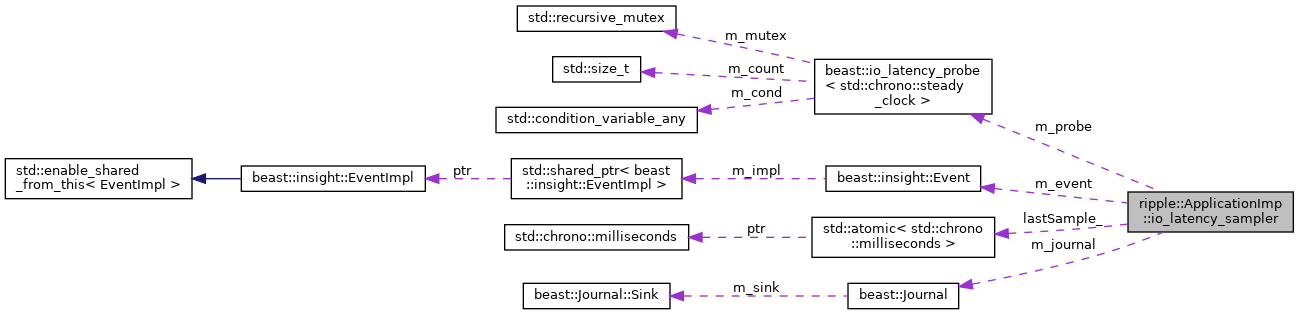 std::recursive_mutex
m_mutex
std::size_t
m_count
beast::io_latency_probe
< std::chrono::steady
_clock >
m_cond
std::condition_variable_any
m_probe
std::enable_shared
_from_this< EventImpl >
beast::insight::EventImpl
ptr
std::shared_ptr< beast
::insight::EventImpl >
m_impl
beast::insight::Event
m_event
ripple::ApplicationImp
::io_latency_sampler
std::chrono::milliseconds
ptr
std::atomic< std::chrono
::milliseconds >
lastSample_
m_journal
beast::Journal::Sink
m_sink
beast::Journal